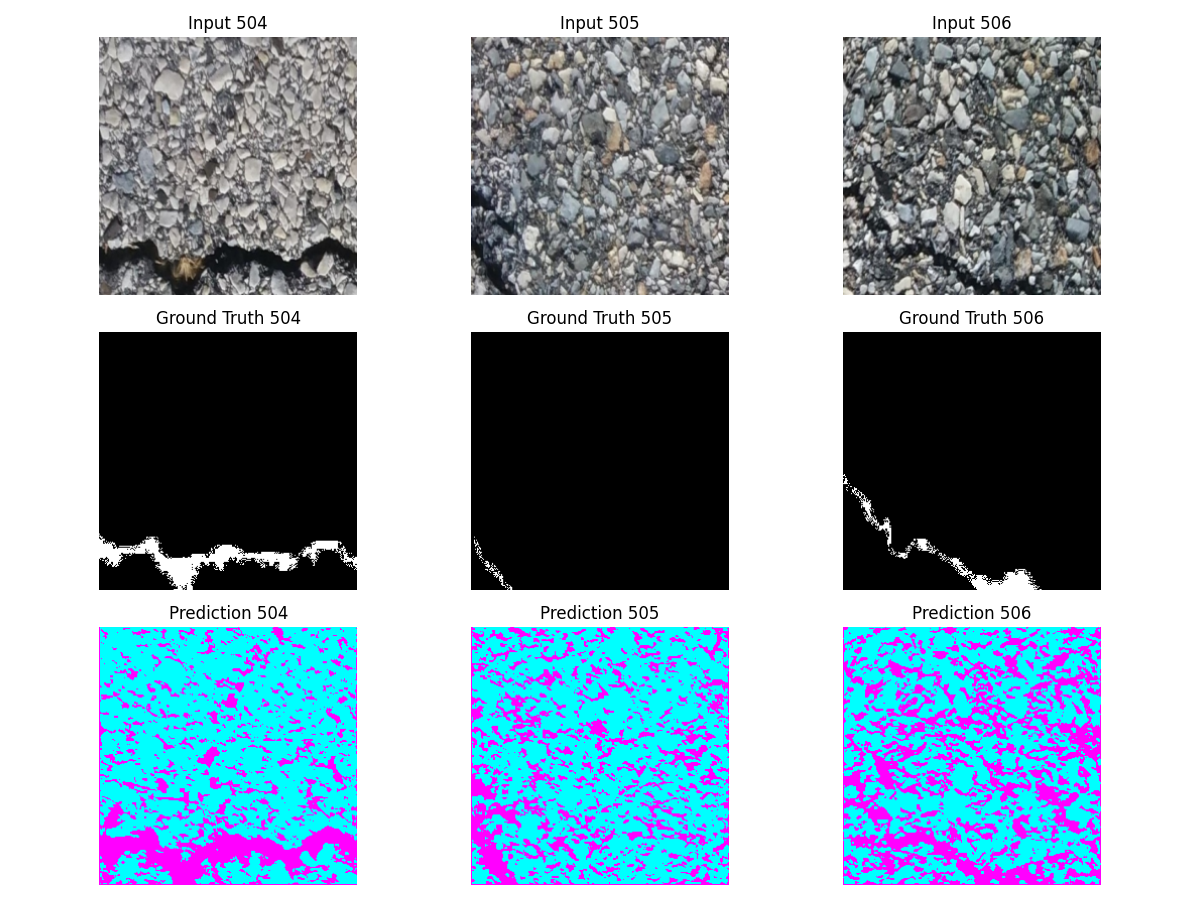 Input 504
Input 505
Input 506
Ground Truth 504
Ground Truth 505
Ground Truth 506
Prediction 504
Prediction 505
Prediction 506